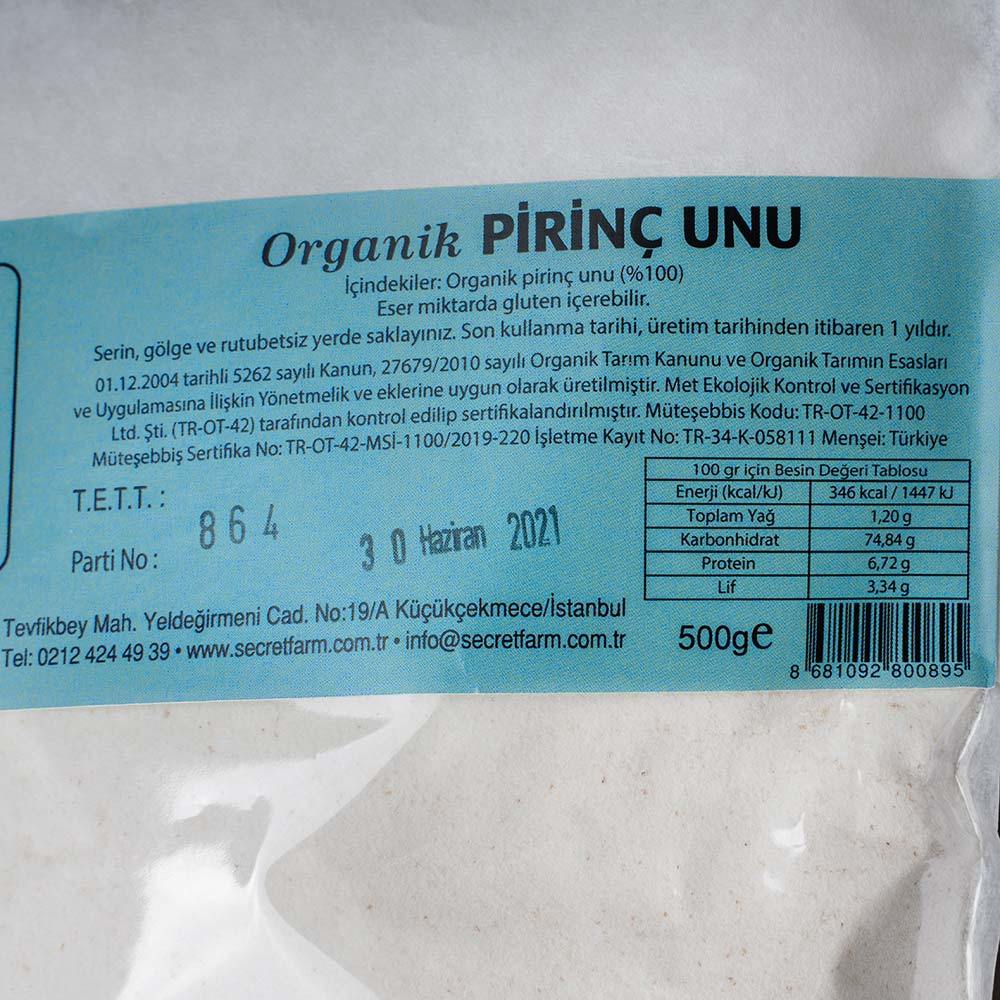 Organik PİRİNÇ UNU
İçindekiler: Organik pirinç unu (%100)
Eser miktarda gluten içerebilir.
Serin, gölge ve rutubetsiz yerde saklayınız. Son kullanma tarihi, üretim tarihinden itibaren 1 yıldır.
01.12.2004 tarihli 5262 sayılı Kanun, 27679/2010 sayılı Organik Tarım Kanunu ve Organik Tarımın Esasları
ve Uygulamasına İlişkin Yönetmelik ve eklerine uygun olarak üretilmiştir. Met Ekolojik Kontrol ve Sertifikasyon
Ltd. Şti. (TR-OT-42) tarafından kontrol edilip sertifikalandırılmıştır. Müteşebbis Kodu: TR-OT-42-1100
Müteşebbiş Sertifika No: TR-OT-42-MSİ-1100/2019-220 İşletme Kayıt No: TR-34-K-058111 Menşei: Türkiye
T.E.T.T. :
864
30 Haziran 2021
Parti No :
Tevfikbey Mah. Yeldeğirmeni Cad. No:19/A Küçükçekmece/İstanbul
Tel: 0212 424 49 39 • www.secretfarm.com.tr • info@secretfarm.com.tr
100 gr için Besin Değeri Tablosu
Enerji (kcal/kJ) 346 kcal / 1447 kJ
Toplam Yağ 1,20 g
Karbonhidrat 74,84 g
Protein 6,72 g
Lif 3,34 g
500g e
8 681092 800895